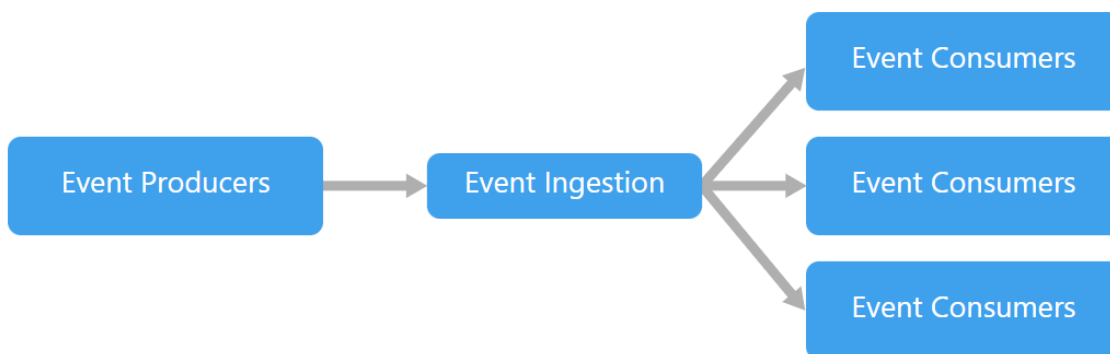 Event Producers
Event Ingestion
Event Consumers
Event Consumers
Event Consumers